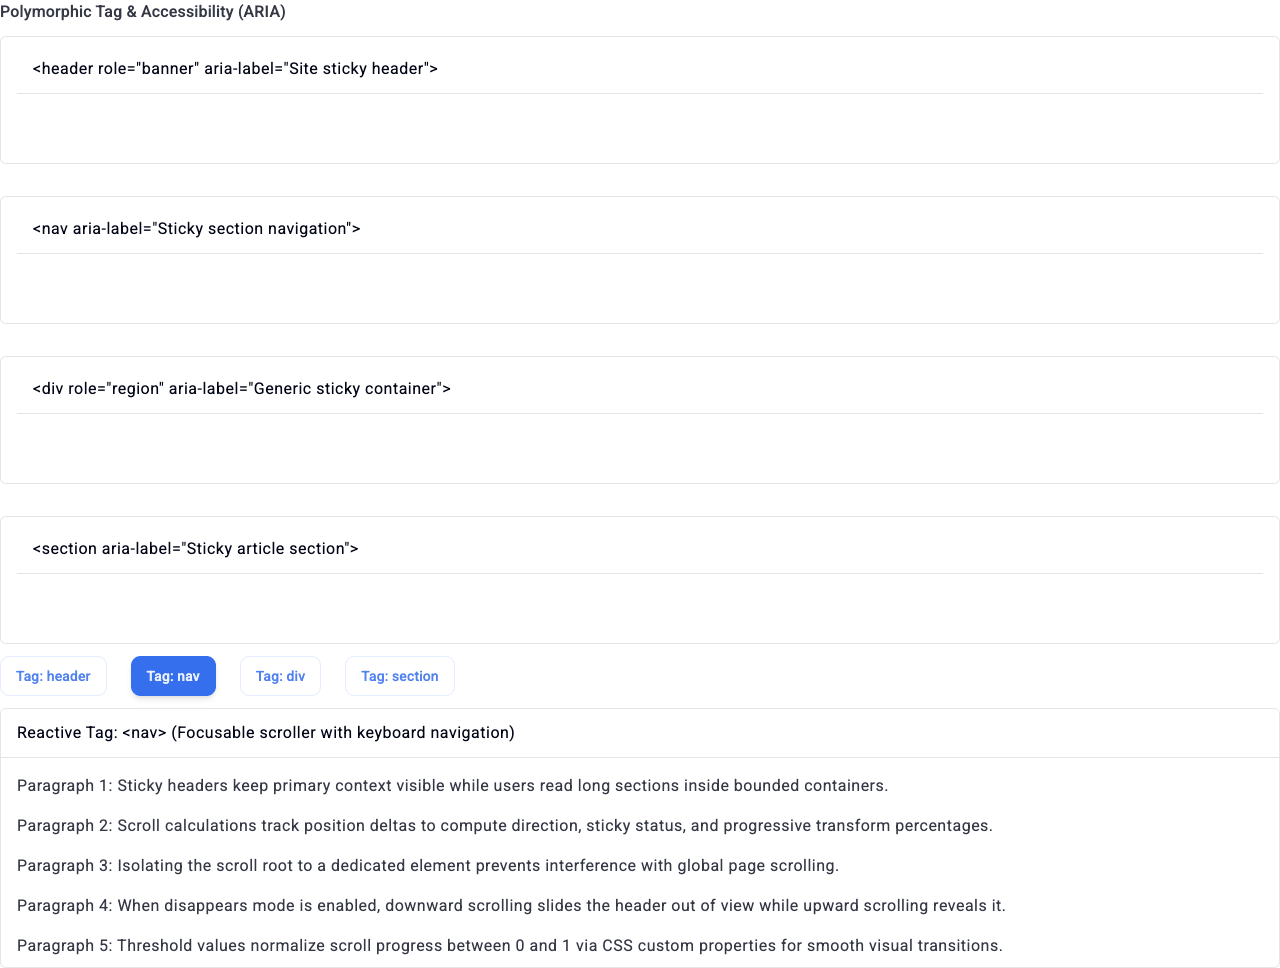 Polymorphic Tag & Accessibility (ARIA)
<header role="banner" aria-label="Site sticky header">
<nav aria-label="Sticky section navigation">
<div role="region" aria-label="Generic sticky container">
<section aria-label="Sticky article section">
Tag: header Tag: nav Tag: div Tag: section
Reactive Tag: <nav> (Focusable scroller with keyboard navigation)
Paragraph 1: Sticky headers keep primary context visible while users read long sections inside bounded containers.
Paragraph 2: Scroll calculations track position deltas to compute direction, sticky status, and progressive transform percentages.
Paragraph 3: Isolating the scroll root to a dedicated element prevents interference with global page scrolling.
Paragraph 4: When disappears mode is enabled, downward scrolling slides the header out of view while upward scrolling reveals it.
Paragraph 5: Threshold values normalize scroll progress between 0 and 1 via CSS custom properties for smooth visual transitions.